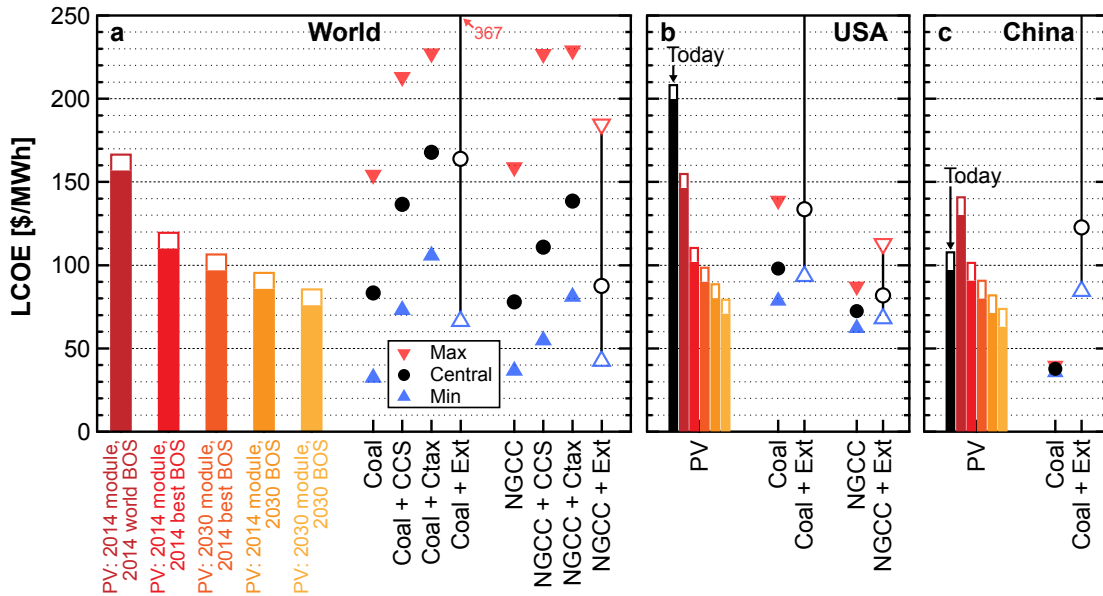 a
World
b
USA
c
China
367
Today
Today
LCOE [$/MWh]
250
200
150
100
50
0
Max
Central
Min
PV: 2014 module,
2014 world BOS
PV: 2014 module,
2014 best BOS
PV: 2030 module,
2014 best BOS
PV: 2014 module,
2030 BOS
PV: 2030 module,
2030 BOS
Coal
Coal + CCS
Coal + Ctax
Coal + Ext
NGCC
NGCC + CCS
NGCC + Ctax
NGCC + Ext
PV
Coal
Coal + Ext
NGCC
NGCC + Ext
PV
Coal
Coal + Ext